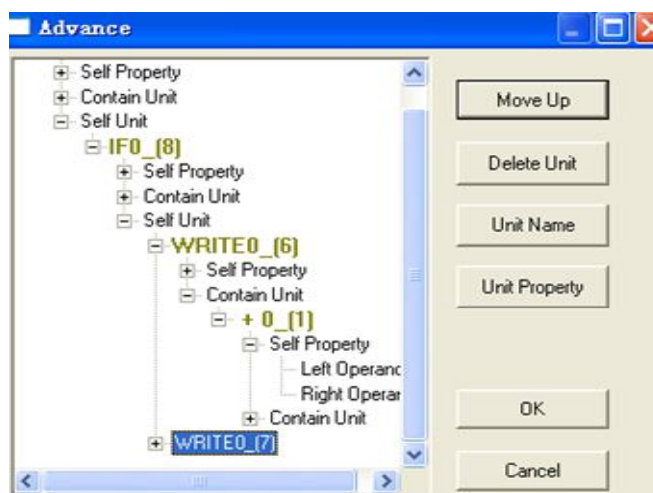 Advance
Self Property
Contain Unit
Self Unit
IF0_(8)
Self Property
Contain Unit
Self Unit
WRITE0_(6)
Self Property
Contain Unit
+ 0_(1)
Self Property
Left Operanc
Right Operar
Contain Unit
WRITE0_(7)
Move Up
Delete Unit
Unit Name
Unit Property
OK
Cancel